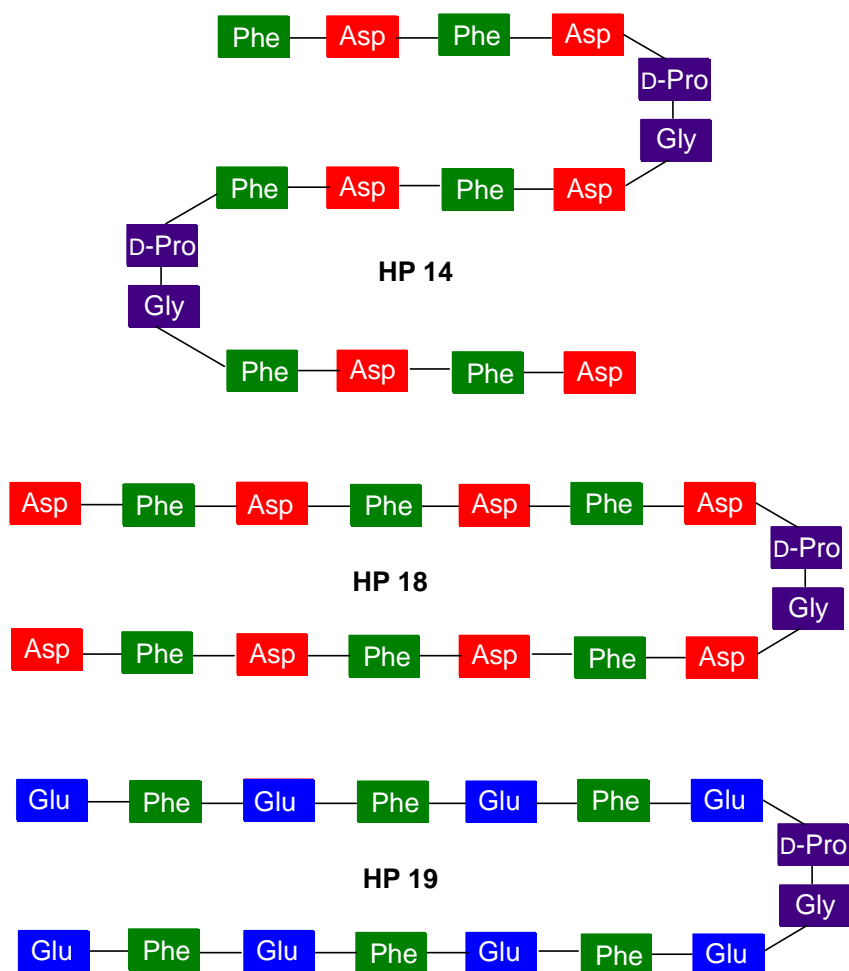 Phe Asp Phe Asp
D-Pro
Gly
Phe Asp Phe Asp
D-Pro
HP 14
Gly
Phe Asp Phe Asp
Asp Phe Asp Phe Asp Phe Asp
D-Pro
HP 18
Gly
Asp Phe Asp Phe Asp Phe Asp
Glu Phe Glu Phe Glu Phe Glu
D-Pro
HP 19
Gly
Glu Phe Glu Phe Glu Phe Glu